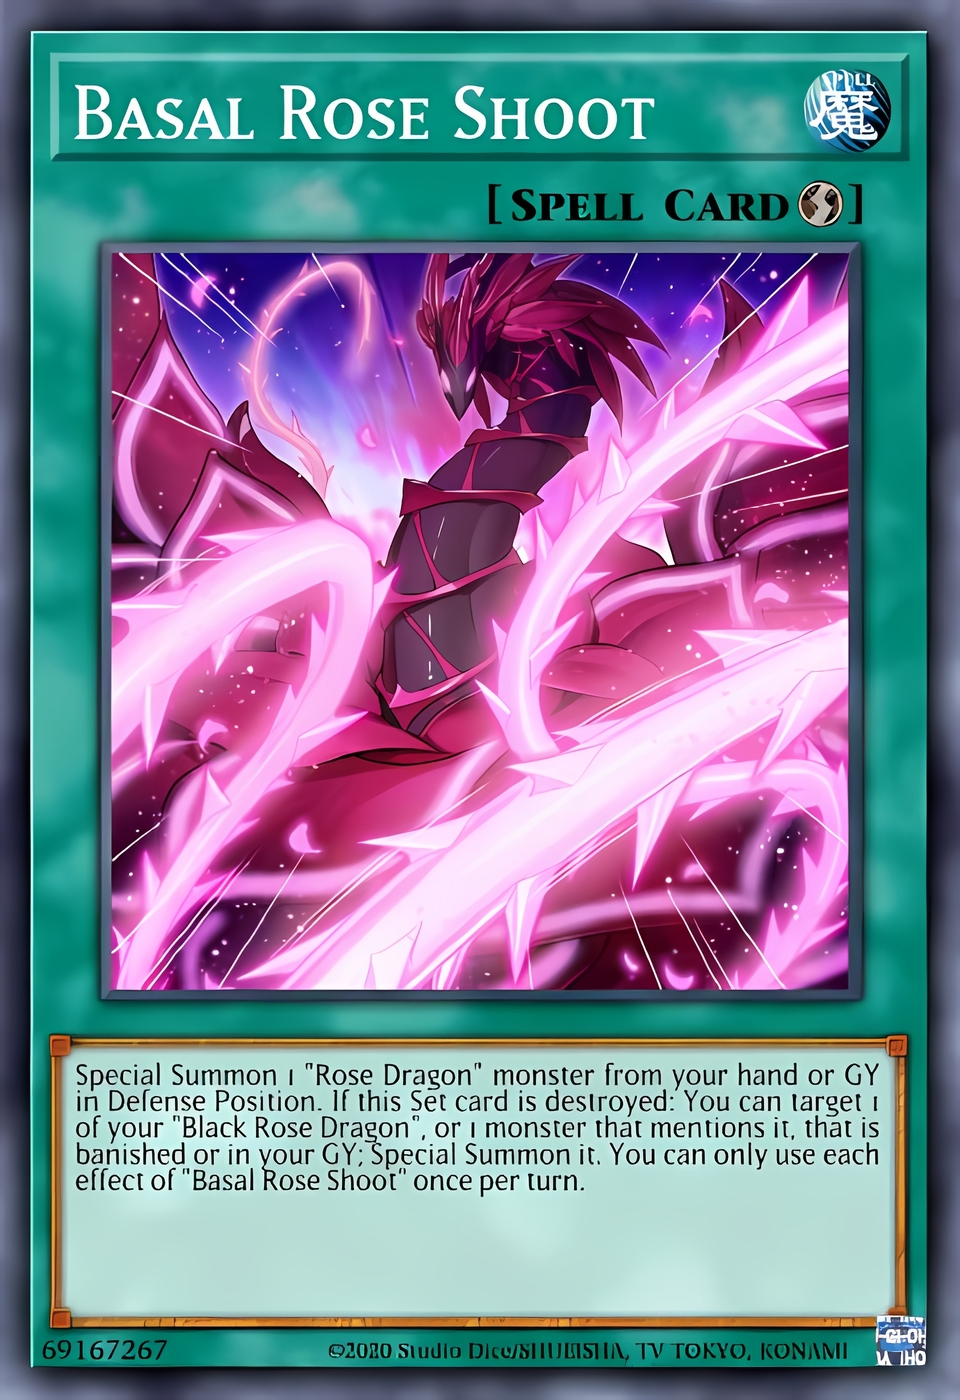 BASAL ROSE SHOOT
魔
[SPELL CARD]
Special Summon 1 "Rose Dragon" monster from your hand or GY
in Defense Position. If this Set card is destroyed: You can target 1
of your "Black Rose Dragon", or 1 monster that mentions it, that is
banished or in your GY; Special Summon it. You can only use each
effect of "Basal Rose Shoot" once per turn.
69167267
©2020 Studio Dice/SHUEISHA, TV TOKYO, KONAMI